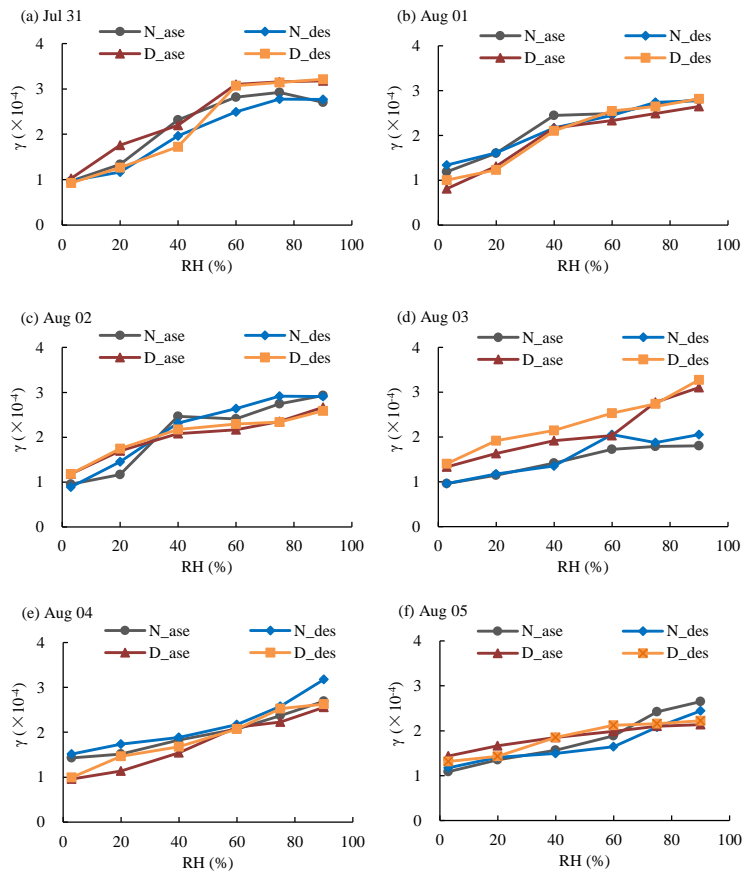 (a) Jul 31
N_ase N_des
D_ase D_des
4
3
2
1
0
γ (×10⁻⁴)
0 20 40 60 80 100
RH (%)
(b) Aug 01
N_ase N_des
D_ase D_des
4
3
2
1
0
γ (×10⁻⁴)
0 20 40 60 80 100
RH (%)
(c) Aug 02
N_ase N_des
D_ase D_des
4
3
2
1
0
γ (×10⁻⁴)
0 20 40 60 80 100
RH (%)
(d) Aug 03
N_ase N_des
D_ase D_des
4
3
2
1
0
γ (×10⁻⁴)
0 20 40 60 80 100
RH (%)
(e) Aug 04
N_ase N_des
D_ase D_des
4
3
2
1
0
γ (×10⁻⁴)
0 20 40 60 80 100
RH (%)
(f) Aug 05
N_ase N_des
D_ase D_des
4
3
2
1
0
γ (×10⁻⁴)
0 20 40 60 80 100
RH (%)